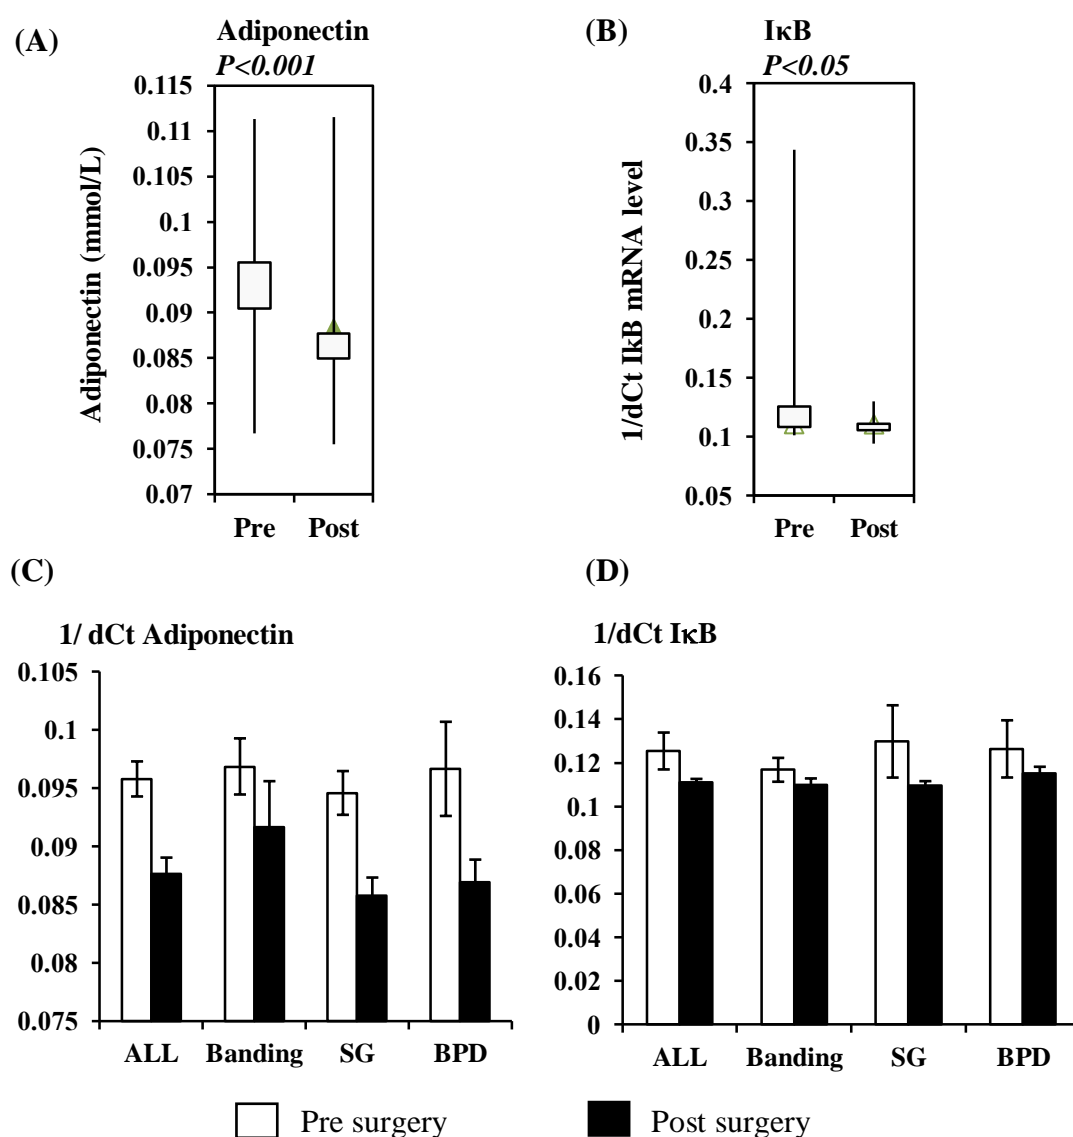 (A)
Adiponectin
P<0.001
Adiponectin (mmol/L)
0.115
0.11
0.105
0.1
0.095
0.09
0.085
0.08
0.075
0.07
Pre Post
(B)
IκB
P<0.05
1/dCt IkB mRNA level
0.4
0.35
0.3
0.25
0.2
0.15
0.1
0.05
Pre Post
(C)
1/ dCt Adiponectin
0.105
0.1
0.095
0.09
0.085
0.08
0.075
ALL Banding SG BPD
(D)
1/dCt IκB
0.16
0.14
0.12
0.1
0.08
0.06
0.04
0.02
0
ALL Banding SG BPD
Pre surgery
Post surgery